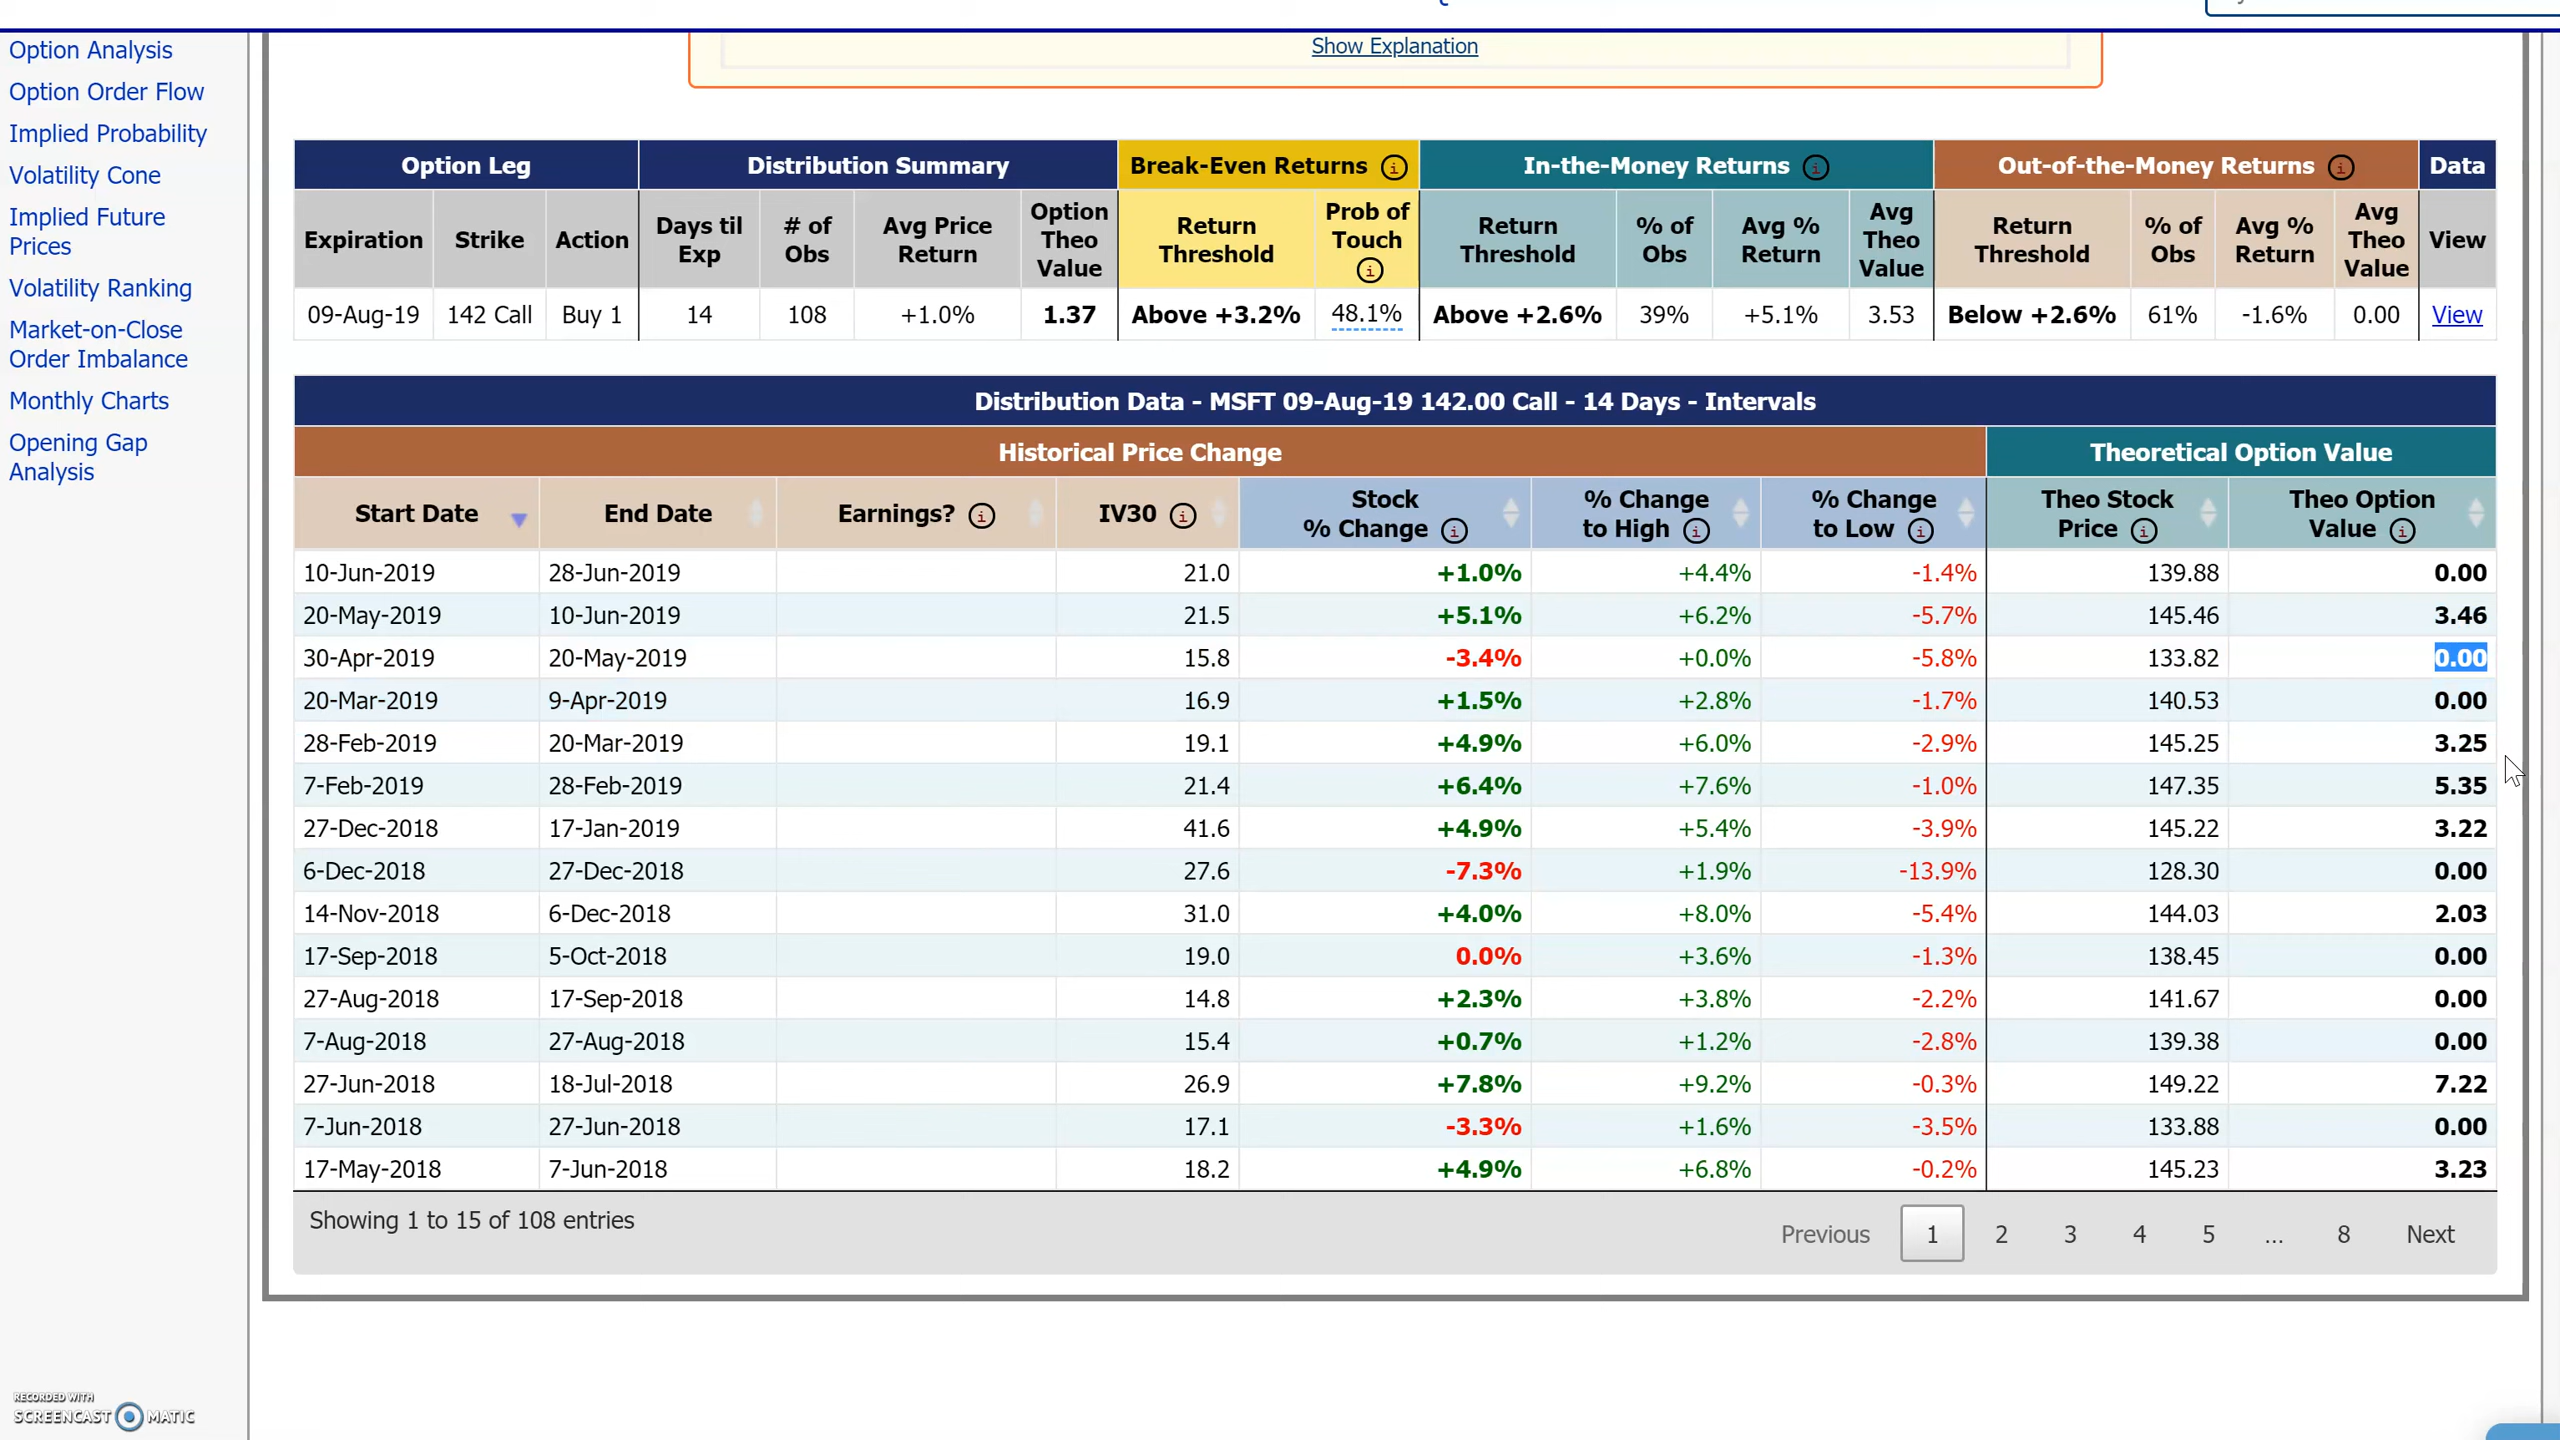 Show Explanation
Option Analysis
Option Order Flow
Implied Probability
Volatility Cone
Implied Future
Prices
Volatility Ranking
Market-on-Close
Order Imbalance
Monthly Charts
Opening Gap
Analysis
Option Leg Distribution Summary Break-Even Returns i In-the-Money Returns i Out-of-the-Money Returns i Data
Expiration Strike Action Days til Exp # of Obs Avg Price Return Option Theo Value Return Threshold Prob of Touch i Return Threshold % of Obs Avg % Return Avg Theo Value Return Threshold % of Obs Avg % Return Avg Theo Value View
09-Aug-19 142 Call Buy 1 14 108 +1.0% 1.37 Above +3.2% 48.1% Above +2.6% 39% +5.1% 3.53 Below +2.6% 61% -1.6% 0.00 View
Distribution Data - MSFT 09-Aug-19 142.00 Call - 14 Days - Intervals
Historical Price Change Theoretical Option Value
Start Date End Date Earnings? i IV30 i Stock % Change i % Change to High i % Change to Low i Theo Stock Price i Theo Option Value i
10-Jun-2019 28-Jun-2019 21.0 +1.0% +4.4% -1.4% 139.88 0.00
20-May-2019 10-Jun-2019 21.5 +5.1% +6.2% -5.7% 145.46 3.46
30-Apr-2019 20-May-2019 15.8 -3.4% +0.0% -5.8% 133.82 0.00
20-Mar-2019 9-Apr-2019 16.9 +1.5% +2.8% -1.7% 140.53 0.00
28-Feb-2019 20-Mar-2019 19.1 +4.9% +6.0% -2.9% 145.25 3.25
7-Feb-2019 28-Feb-2019 21.4 +6.4% +7.6% -1.0% 147.35 5.35
27-Dec-2018 17-Jan-2019 41.6 +4.9% +5.4% -3.9% 145.22 3.22
6-Dec-2018 27-Dec-2018 27.6 -7.3% +1.9% -13.9% 128.30 0.00
14-Nov-2018 6-Dec-2018 31.0 +4.0% +8.0% -5.4% 144.03 2.03
17-Sep-2018 5-Oct-2018 19.0 0.0% +3.6% -1.3% 138.45 0.00
27-Aug-2018 17-Sep-2018 14.8 +2.3% +3.8% -2.2% 141.67 0.00
7-Aug-2018 27-Aug-2018 15.4 +0.7% +1.2% -2.8% 139.38 0.00
27-Jun-2018 18-Jul-2018 26.9 +7.8% +9.2% -0.3% 149.22 7.22
7-Jun-2018 27-Jun-2018 17.1 -3.3% +1.6% -3.5% 133.88 0.00
17-May-2018 7-Jun-2018 18.2 +4.9% +6.8% -0.2% 145.23 3.23
Showing 1 to 15 of 108 entries
Previous 1 2 3 4 5 ... 8 Next
RECORDED WITH
SCREENCAST MATIC